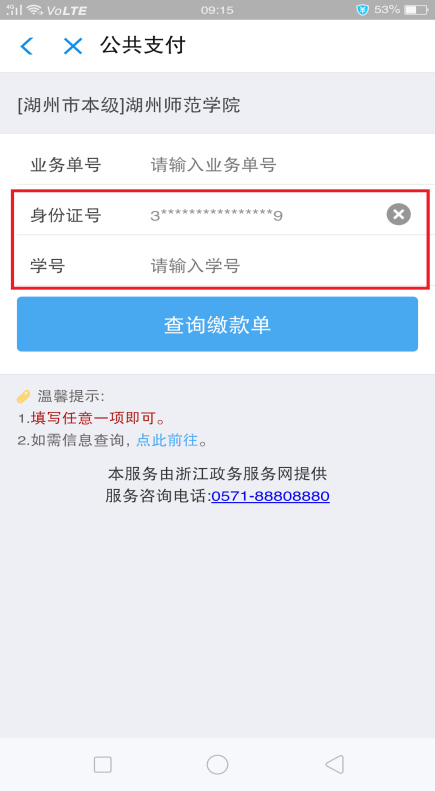 4G VoLTE 09:15 53%
公共支付
[湖州市本级]湖州师范学院
业务单号 请输入业务单号
身份证号 3****************9
学号 请输入学号
查询缴款单
温馨提示:
1.填写任意一项即可。
2.如需信息查询, 点此前往。
本服务由浙江政务服务网提供
服务咨询电话:0571-88808880